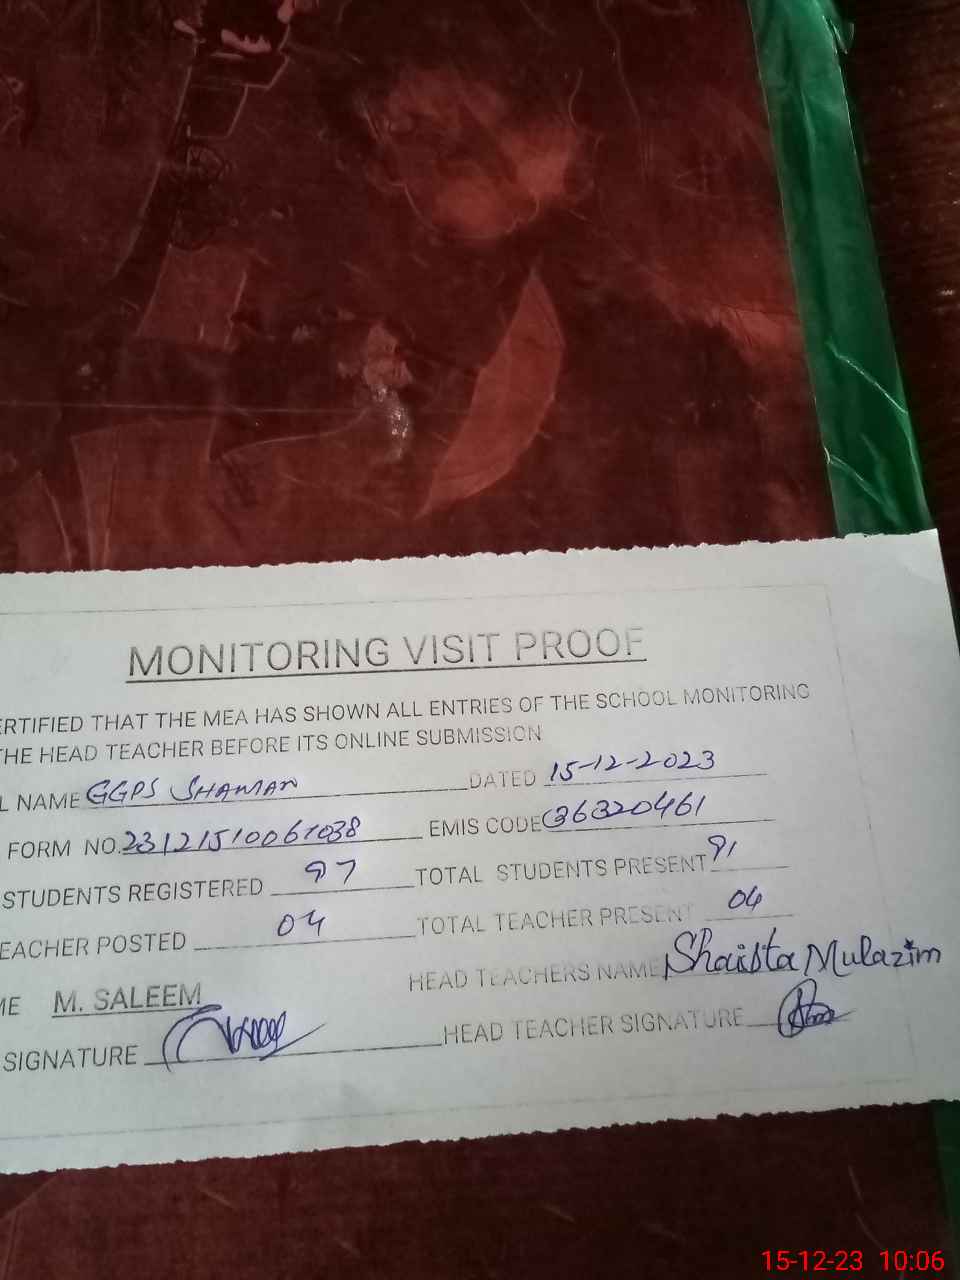 MONITORING VISIT PROOF
ERTIFIED THAT THE MEA HAS SHOWN ALL ENTRIES OF THE SCHOOL MONITORING
THE HEAD TEACHER BEFORE ITS ONLINE SUBMISSION
L NAME GGPS SHAMAN DATED 15-12-2023
FORM NO. EMIS CODE 36320461
STUDENTS REGISTERED 97 TOTAL STUDENTS PRESENT 91
EACHER POSTED 04 TOTAL TEACHER PRESENT 04
ME M. SALEEM HEAD TEACHERS NAME Shaista Mulazim
SIGNATURE HEAD TEACHER SIGNATURE
15-12-23 10:06